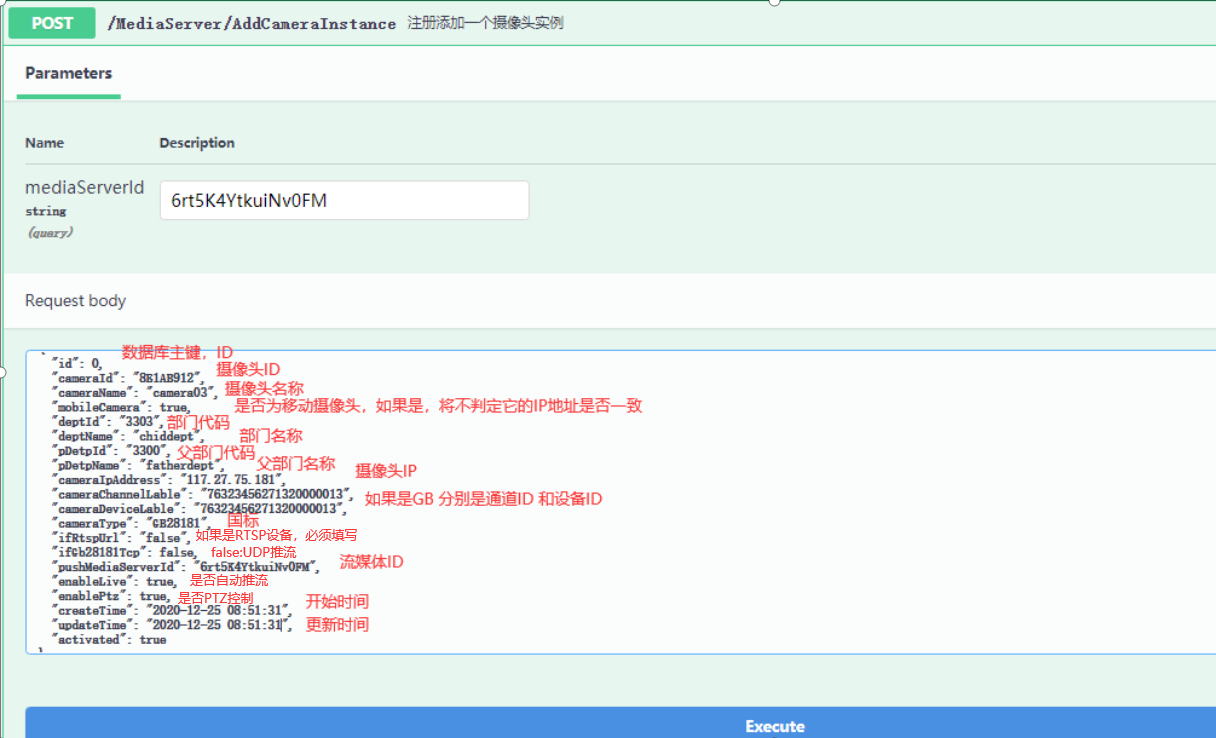 POST /MediaServer/AddCameraInstance 注册添加一个摄像头实例
Parameters
Name Description
mediaServerId 6rt5K4YtkuiNv0FM
string
(query)
Request body
数据库主键，ID
"id": 0,
"cameraId": "8E1AB912", 摄像头ID
"cameraName": "camera03", 摄像头名称
"mobileCamera": true, 是否为移动摄像头，如果是，将不判定它的IP地址是否一致
"deptId": "3303", 部门代码
"deptName": "chiddept", 部门名称
"pDetpId": "3300", 父部门代码
"pDetpName": "fatherdept", 父部门名称
"cameraIpAddress": "117.27.75.181", 摄像头IP
"cameraChannelLable": "76323456271320000013", 如果是GB 分别是通道ID 和设备ID
"cameraDeviceLable": "76323456271320000013",
"cameraType": "GB28181", 国标
"ifRtspUrl": "false", 如果是RTSP设备，必须填写
"ifGb28181Tcp": false, false:UDP推流
"pushMediaServerId": "6rt5K4YtkuiNv0FM", 流媒体ID
"enableLive": true, 是否自动推流
"enablePtz": true, 是否PTZ控制
"createTime": "2020-12-25 08:51:31", 开始时间
"updateTime": "2020-12-25 08:51:31", 更新时间
"activated": true
}
Execute